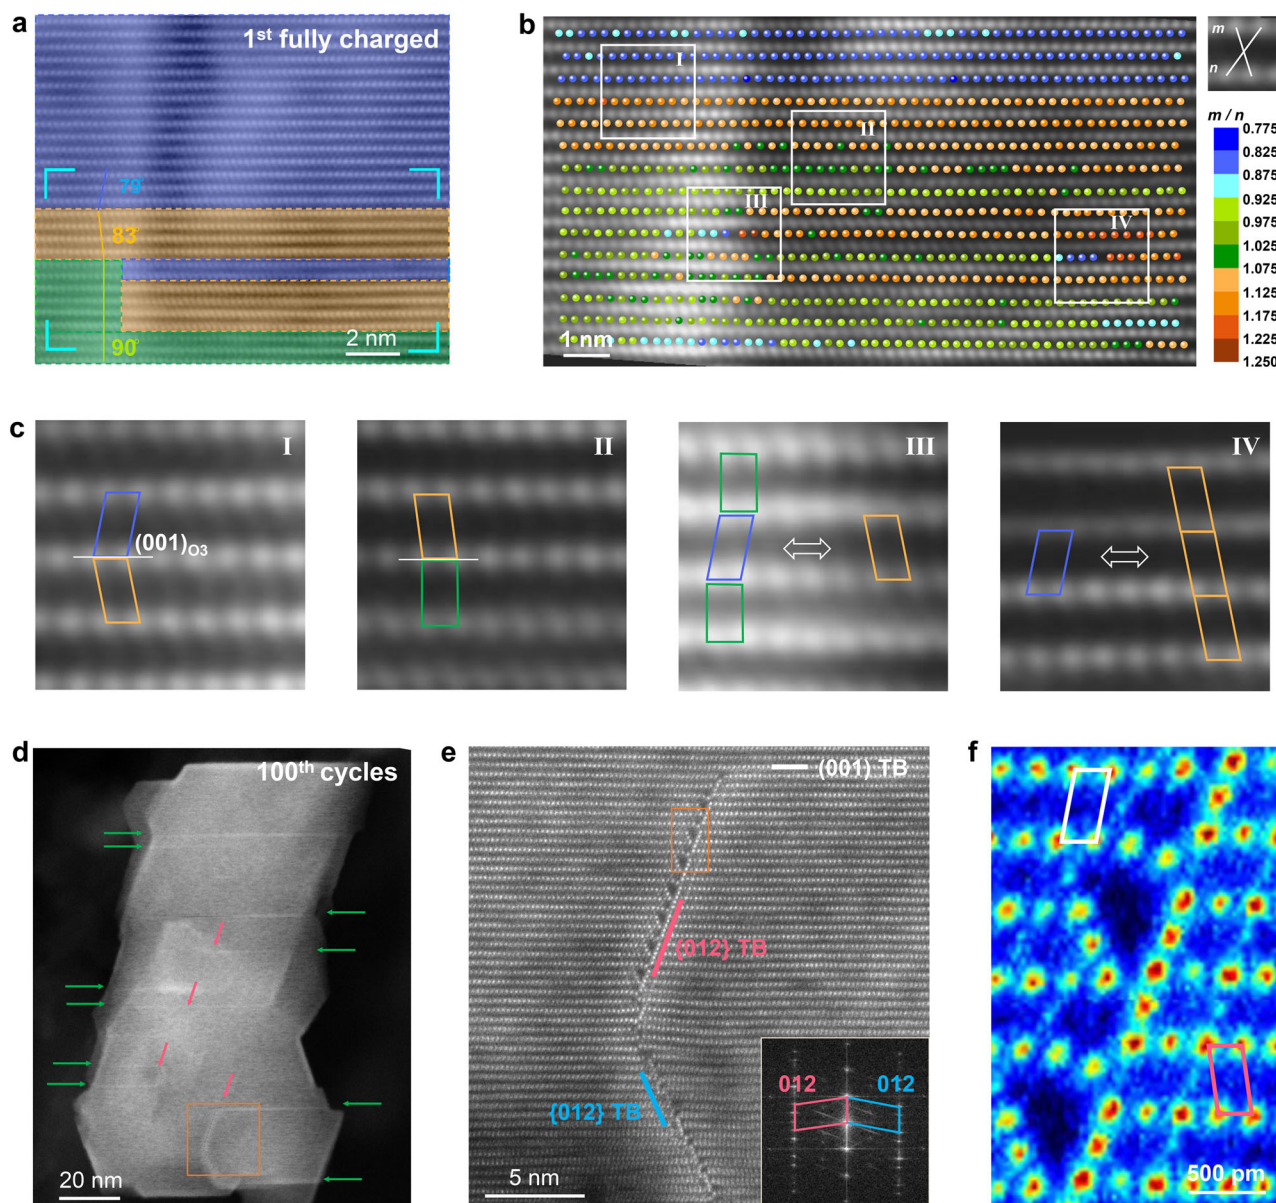 a
1st fully charged
79°
83°
90°
2 nm
b
I
II
III
IV
1 nm
m
n
m / n
0.775
0.825
0.875
0.925
0.975
1.025
1.075
1.125
1.175
1.225
1.250
c
I
(001)O3
II
III
IV
d
100th cycles
20 nm
e
(001) TB
{012} TB
{012} TB
012 012
5 nm
f
500 pm